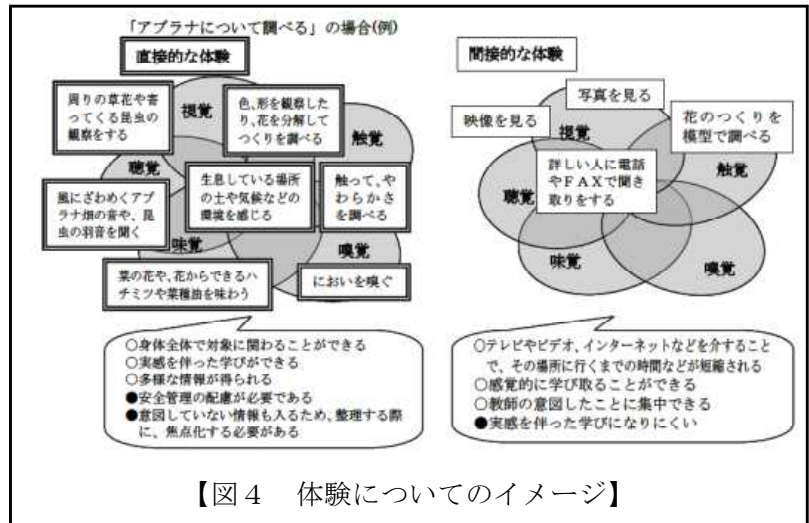 「アブラナについて調べる」の場合(例)
直接的な体験
周りの草花や寄
ってくる昆虫の
観察をする
視覚
色、形を観察した
り、花を分解して
つくりを調べる
触覚
聴覚
生息している場所
の土や気候などの
環境を感じる
触って、や
わらかさ
を調べる
風にざわめくアブ
ラナ畑の音や、昆
虫の羽音を聞く
味覚
嗅覚
菜の花や、花からできるハ
チミツや菜種油を味わう
においを嗅ぐ
○身体全体で対象に関わることができる
○実感を伴った学びができる
○多様な情報が得られる
●安全管理の配慮が必要である
●意図していない情報も入るため、整理する際
に、焦点化する必要がある
間接的な体験
写真を見る
映像を見る
視覚
花のつくりを
模型で調べる
詳しい人に電話
やＦＡＸで聞き
取りをする
聴覚
触覚
味覚
嗅覚
○テレビやビデオ、インターネットなどを介すること
で、その場所に行くまでの時間などが短縮される
○感覚的に学び取ることができる
○教師の意図したことに集中できる
●実感を伴った学びになりにくい
【図４　体験についてのイメージ】